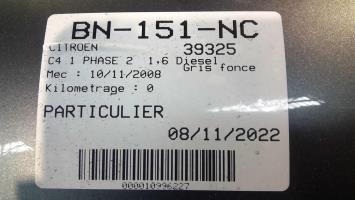 BN-151-NC
CITROEN 39325
C4 1 PHASE 2 1,6 Diesel
Mec : 10/11/2008 Gris fonce
Kilometrage : 0
PARTICULIER
08/11/2022
000010996227